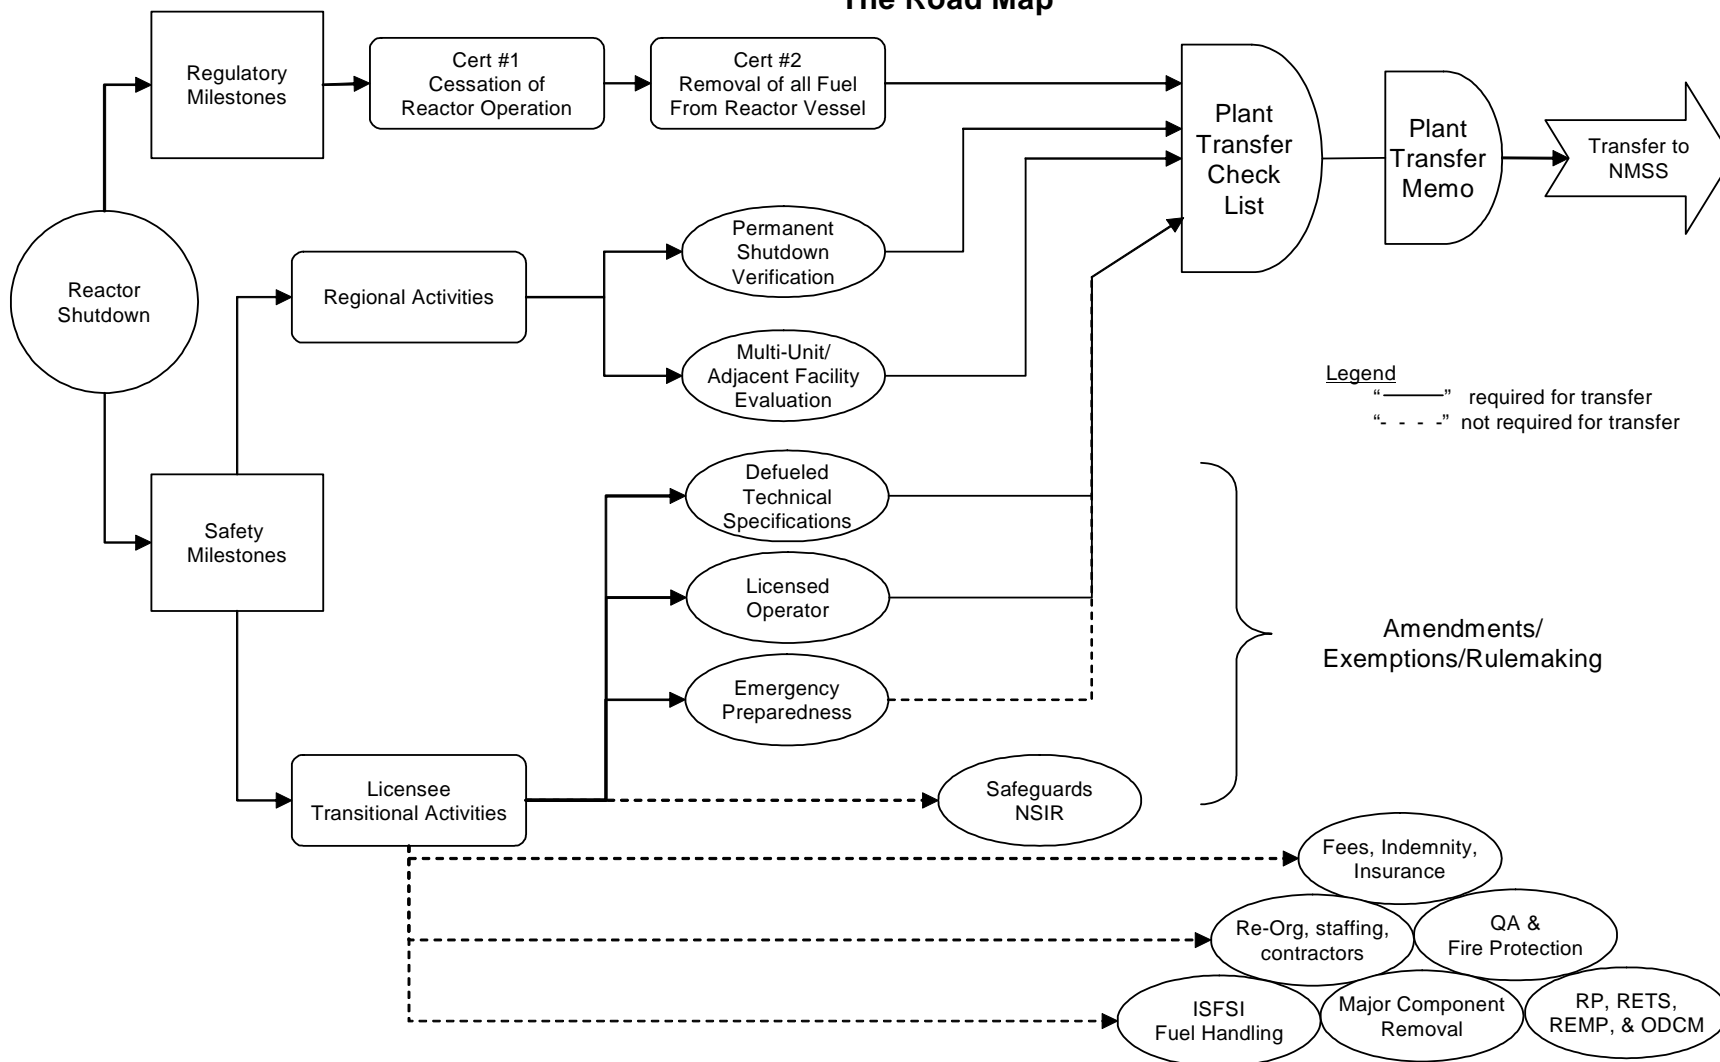 The Road Map
Regulatory
Milestones
Cert #1
Cessation of
Reactor Operation
Cert #2
Removal of all Fuel
From Reactor Vessel
Plant
Transfer
Check
List
Plant
Transfer
Memo
Transfer to
NMSS
Reactor
Shutdown
Regional Activities
Permanent
Shutdown
Verification
Multi-Unit/
Adjacent Facility
Evaluation
Legend
“ ——— ” required for transfer
“- - - -” not required for transfer
Safety
Milestones
Defueled
Technical
Specifications
Licensed
Operator
Emergency
Preparedness
Amendments/
Exemptions/Rulemaking
Licensee
Transitional Activities
Safeguards
NSIR
Fees, Indemnity,
Insurance
Re-Org, staffing,
contractors
QA &
Fire Protection
ISFSI
Fuel Handling
Major Component
Removal
RP, RETS,
REMP, & ODCM